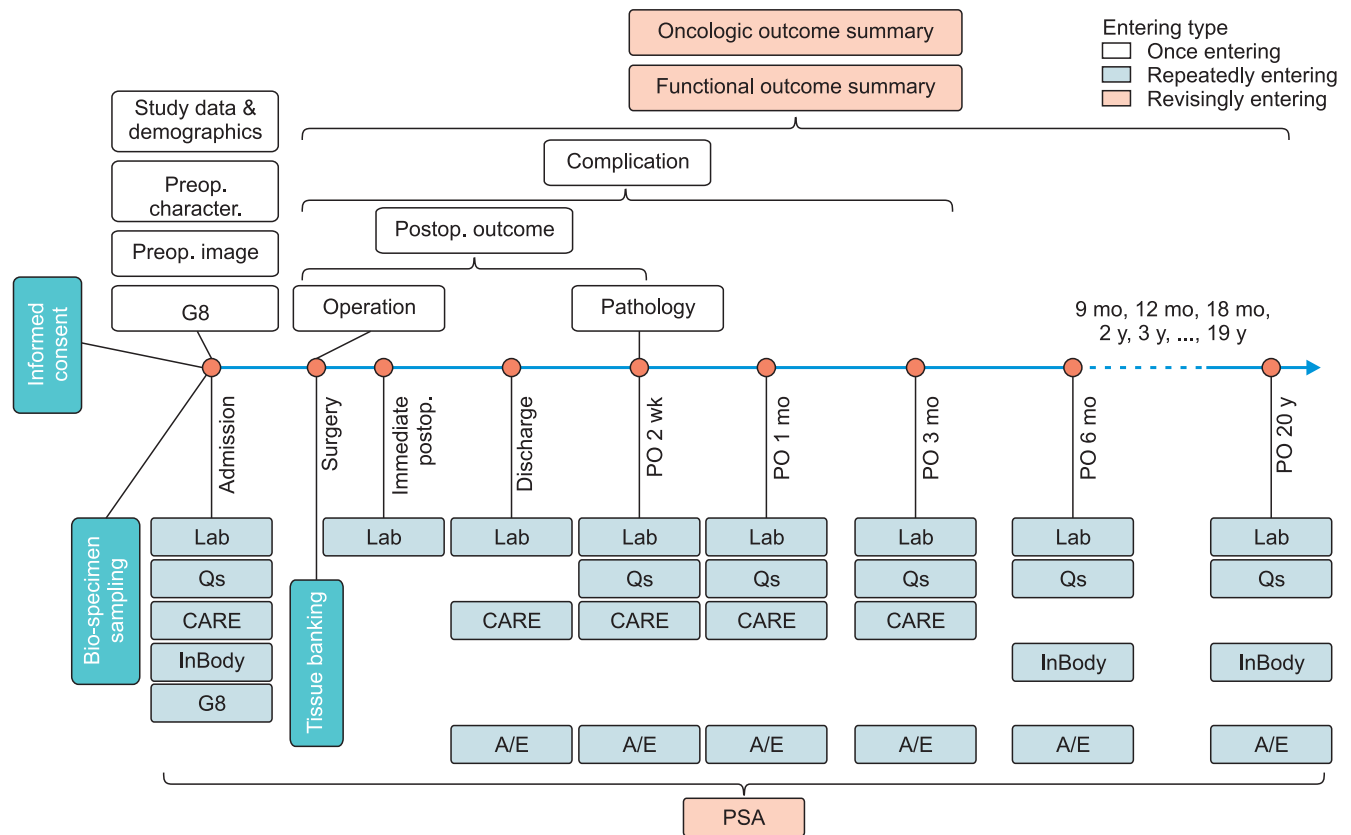 Oncologic outcome summary
Functional outcome summary
Entering type
Once entering
Repeatedly entering
Revisingly entering
Study data &
demographics
Preop.
character.
Preop. image
G8
Complication
Postop. outcome
Operation
Pathology
Informed
consent
9 mo, 12 mo, 18 mo,
2 y, 3 y, ..., 19 y
Admission
Surgery
Immediate
postop.
Discharge
PO 2 wk
PO 1 mo
PO 3 mo
PO 6 mo
PO 20 y
Bio-specimen
sampling
Tissue banking
Lab
Lab
Lab
Lab
Lab
Lab
Lab
Lab
Qs
Qs
Qs
Qs
Qs
Qs
CARE
CARE
CARE
CARE
CARE
InBody
InBody
InBody
G8
A/E
A/E
A/E
A/E
A/E
A/E
PSA